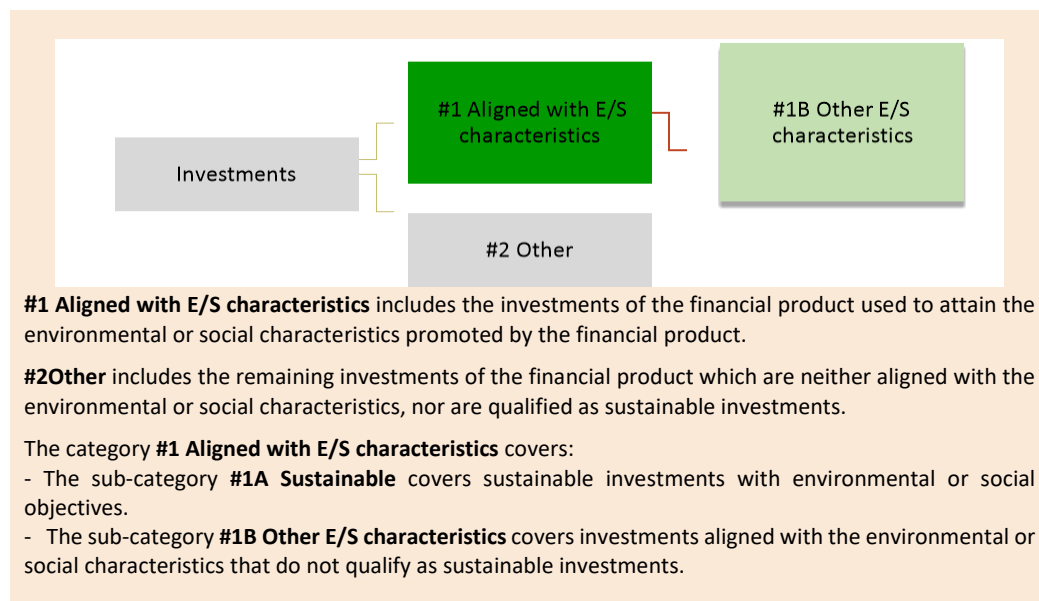 #1 Aligned with E/S
characteristics
#1B Other E/S
characteristics
Investments
#2 Other
#1 Aligned with E/S characteristics includes the investments of the financial product used to attain the
environmental or social characteristics promoted by the financial product.
#2Other includes the remaining investments of the financial product which are neither aligned with the
environmental or social characteristics, nor are qualified as sustainable investments.
The category #1 Aligned with E/S characteristics covers:
- The sub-category #1A Sustainable covers sustainable investments with environmental or social
objectives.
- The sub-category #1B Other E/S characteristics covers investments aligned with the environmental or
social characteristics that do not qualify as sustainable investments.